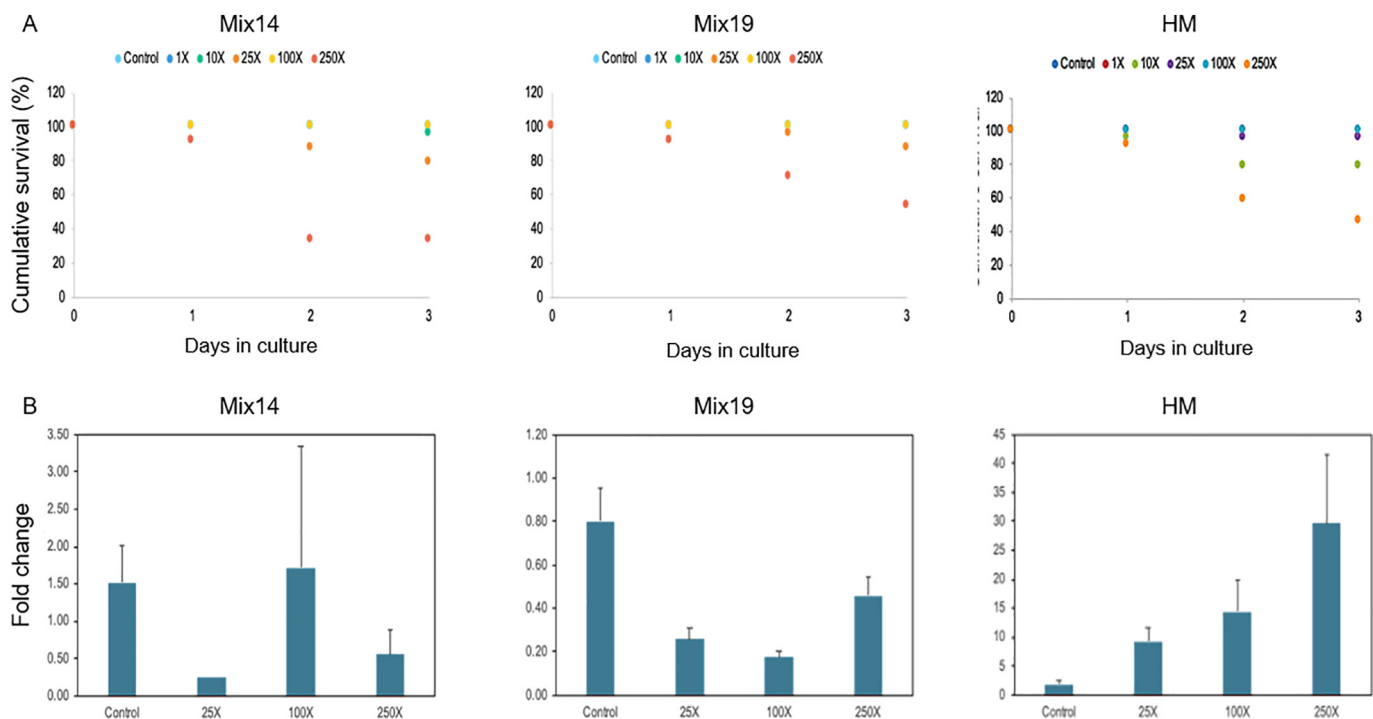 A Mix14 Mix19 HM
Control 1X 10X 25X 100X 250X
Control 1X 10X 25X 100X 250X
Control 1X 10X 25X 100X 250X
Cumulative survival (%)
120
100
80
60
40
20
0
0 1 2 3
Days in culture
120
100
80
60
40
20
0
0 1 2 3
Days in culture
120
100
80
60
40
20
0
0 1 2 3
Days in culture
B Mix14 Mix19 HM
Fold change
3.50
3.00
2.50
2.00
1.50
1.00
0.50
0.00
Control 25X 100X 250X
1.20
1.00
0.80
0.60
0.40
0.20
0.00
Control 25X 100X 250X
45
40
35
30
25
20
15
10
5
0
Control 25X 100X 250X